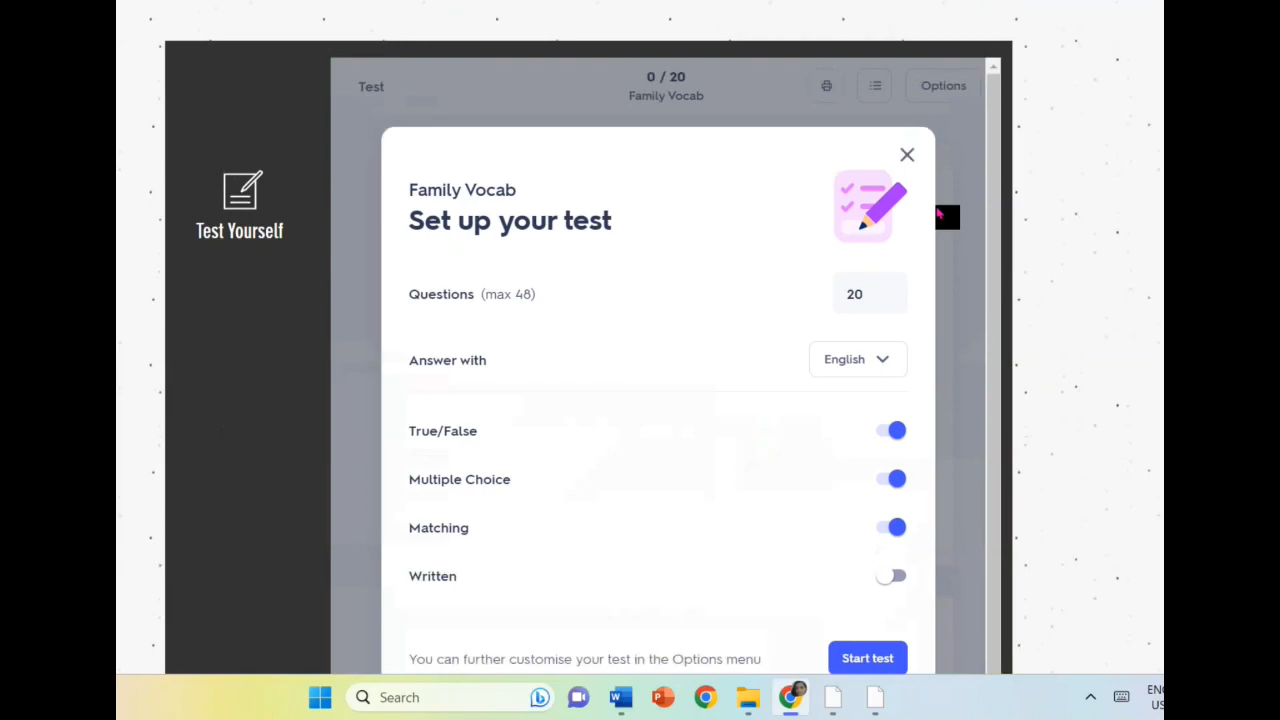 Test
0 / 20
Family Vocab
Options
Test Yourself
Family Vocab
Set up your test
Questions (max 48)
20
Answer with
English
True/False
Multiple Choice
Matching
Written
You can further customise your test in the Options menu
Start test
Search
ENG
US